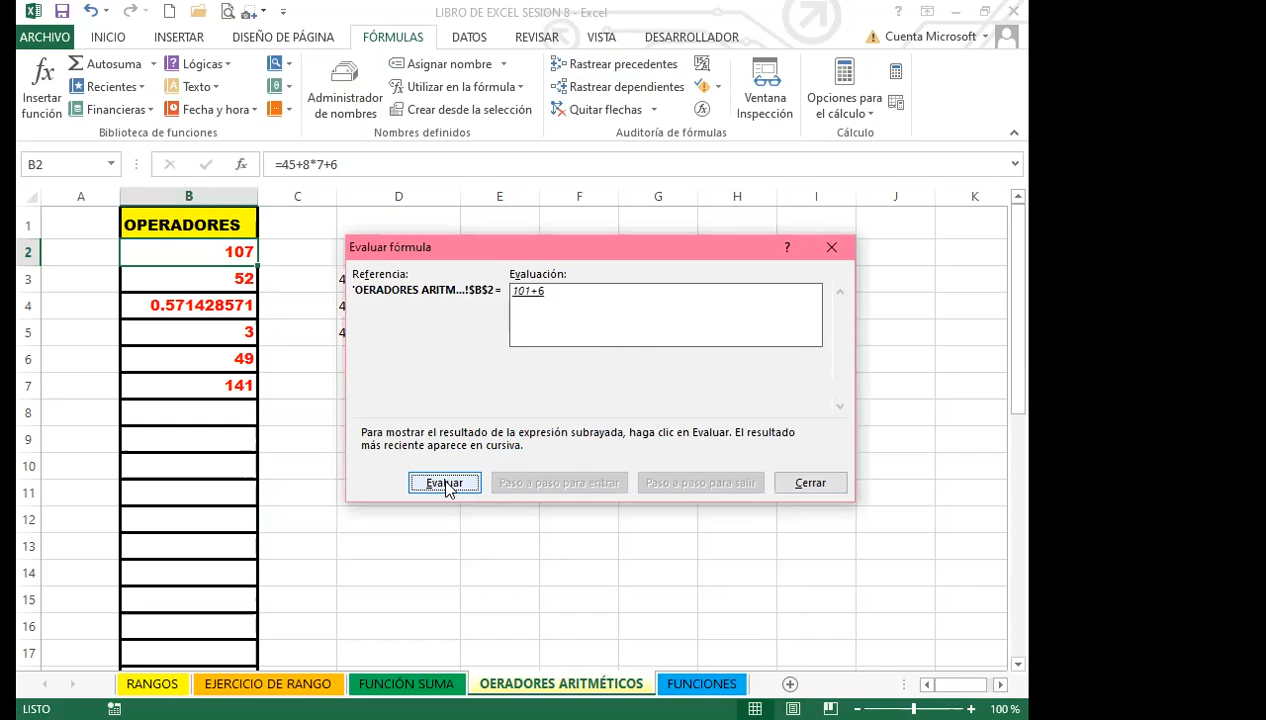 LIBRO DE EXCEL SESION 8 - Excel
ARCHIVO INICIO INSERTAR DISEÑO DE PÁGINA FÓRMULAS DATOS REVISAR VISTA DESARROLLADOR Cuenta Microsoft
Insertar función
Autosuma
Recientes
Financieras
Lógicas
Texto
Fecha y hora
Biblioteca de funciones
Administrador de nombres
Asignar nombre
Utilizar en la fórmula
Crear desde la selección
Nombres definidos
Rastrear precedentes
Rastrear dependientes
Quitar flechas
Auditoría de fórmulas
Ventana Inspección
Opciones para el cálculo
Cálculo
B2 fx =45+8*7+6
A B C D E F G H I J K
1 OPERADORES
2 107
3 52 4
4 0.571428571 4
5 3 4
6 49
7 141
8
9
10
11
12
13
14
15
16
17
Evaluar fórmula ?
Referencia: Evaluación:
'OERADORES ARITM...!$B$2 = 101+6
Para mostrar el resultado de la expresión subrayada, haga clic en Evaluar. El resultado
más reciente aparece en cursiva.
Evaluar Paso a paso para entrar Paso a paso para salir Cerrar
RANGOS EJERCICIO DE RANGO FUNCIÓN SUMA OERADORES ARITMÉTICOS FUNCIONES
LISTO 100 %